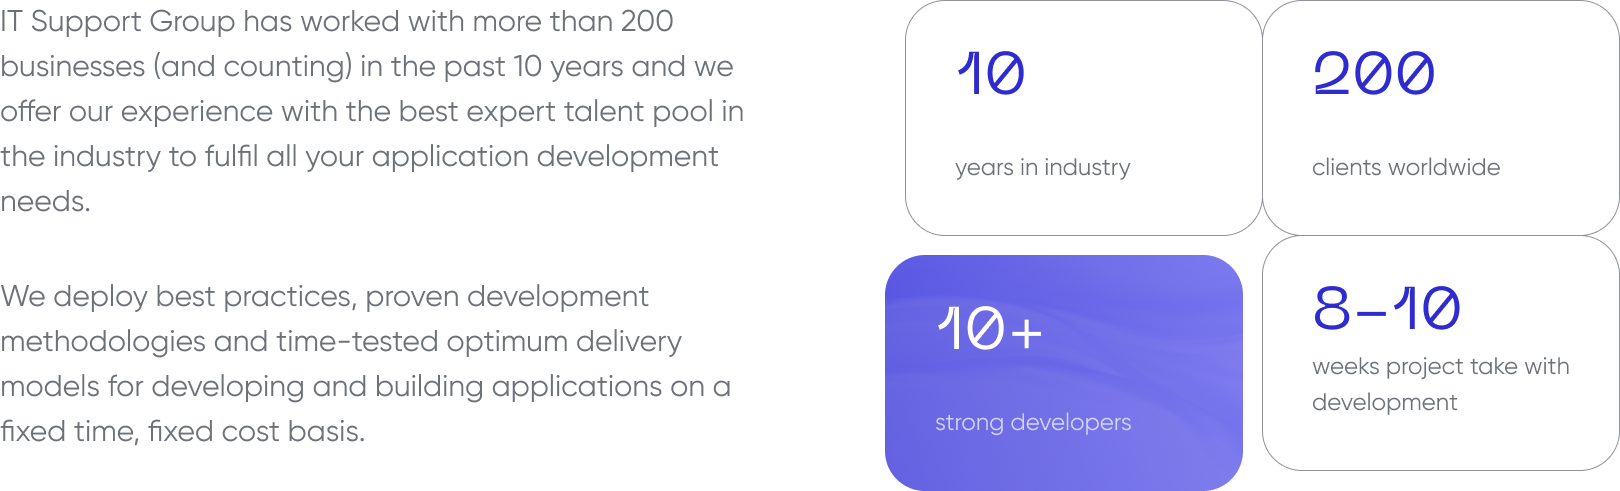 IT Support Group has worked with more than 200
businesses (and counting) in the past 10 years and we
offer our experience with the best expert talent pool in
the industry to fulfil all your application development
needs.
We deploy best practices, proven development
methodologies and time-tested optimum delivery
models for developing and building applications on a
fixed time, fixed cost basis.
10
years in industry
200
clients worldwide
10+
strong developers
8–10
weeks project take with
development